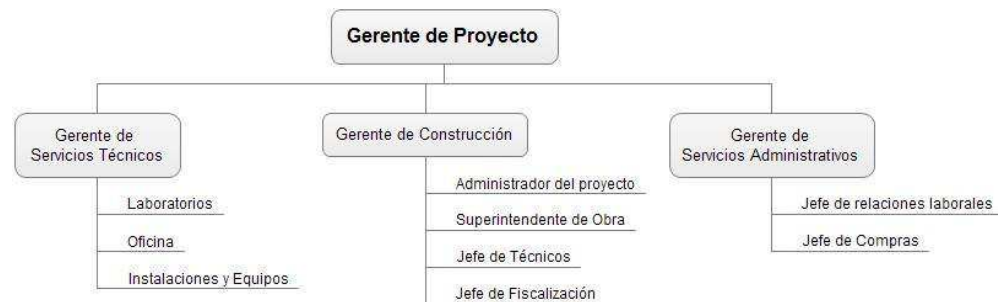 Gerente de Proyecto
Gerente de
Servicios Técnicos
Laboratorios
Oficina
Instalaciones y Equipos
Gerente de Construcción
Administrador del proyecto
Superintendente de Obra
Jefe de Técnicos
Jefe de Fiscalización
Gerente de
Servicios Administrativos
Jefe de relaciones laborales
Jefe de Compras